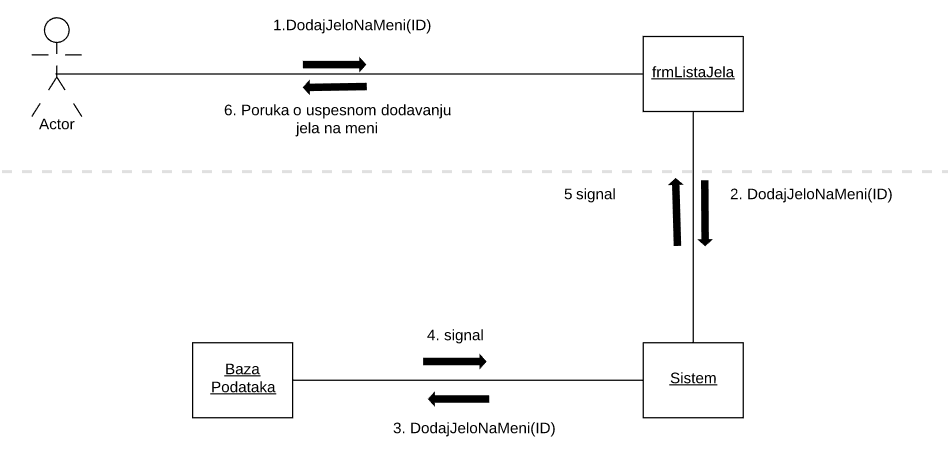 1.DodajJeloNaMeni(ID)
frmListaJela
6. Poruka o uspesnom dodavanju
jela na meni
Actor
5 signal
2. DodajJeloNaMeni(ID)
4. signal
Baza
Podataka
Sistem
3. DodajJeloNaMeni(ID)